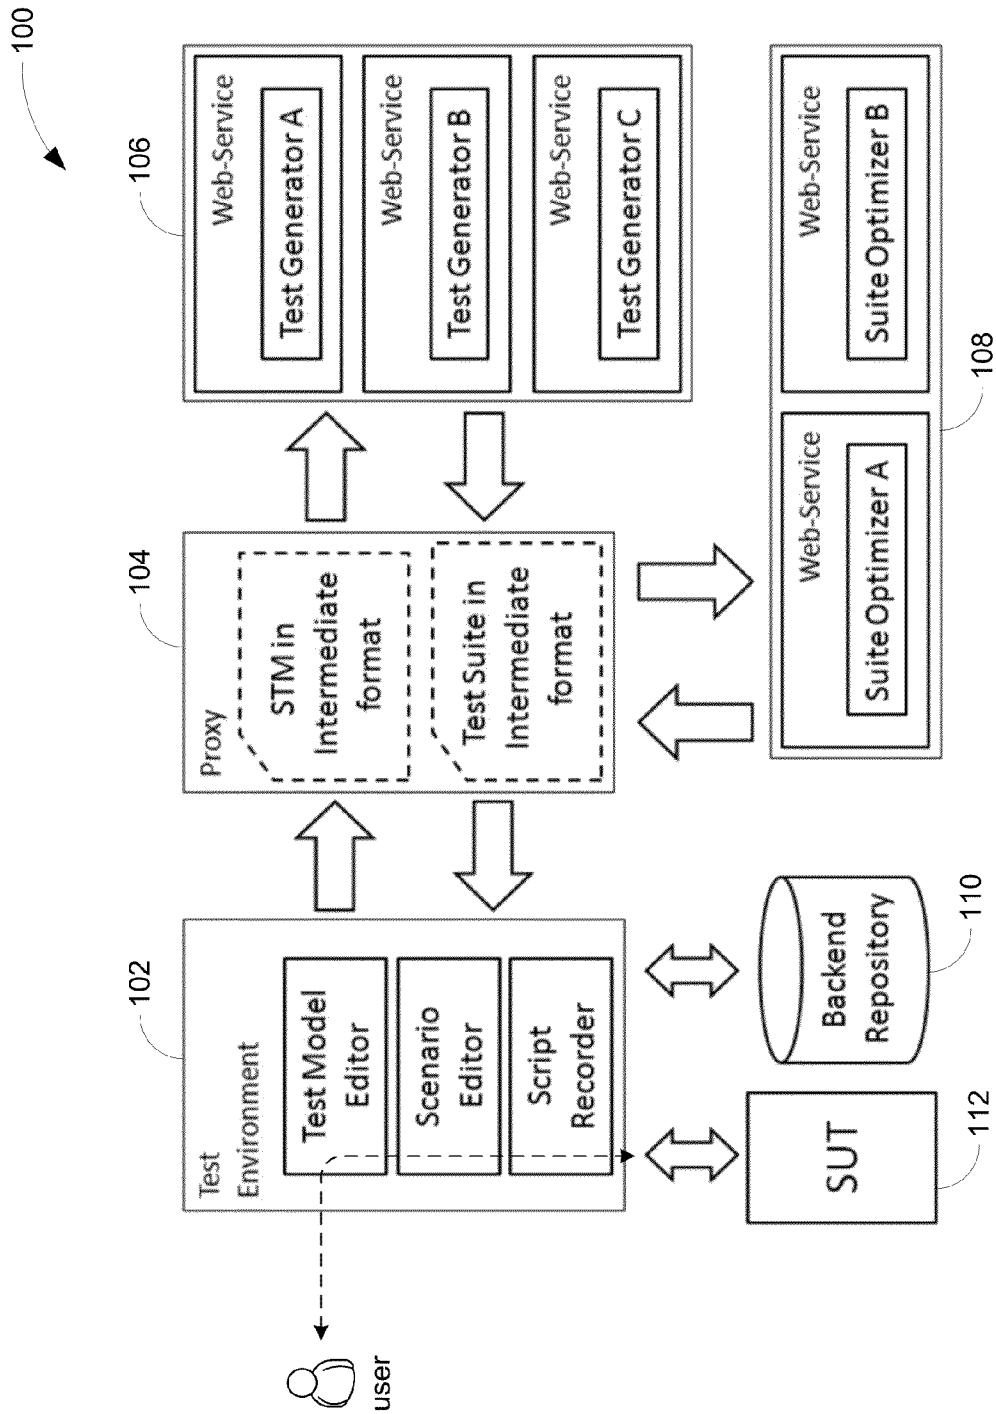 100
102
104
106
Test
Environment
Test Model
Editor
Scenario
Editor
Script
Recorder
user
Proxy
STM in
Intermediate
format
Test Suite in
Intermediate
format
Web-Service
Test Generator A
Web-Service
Test Generator B
Web-Service
Test Generator C
SUT
112
Backend
Repository
110
Web-Service
Suite Optimizer A
Web-Service
Suite Optimizer B
108